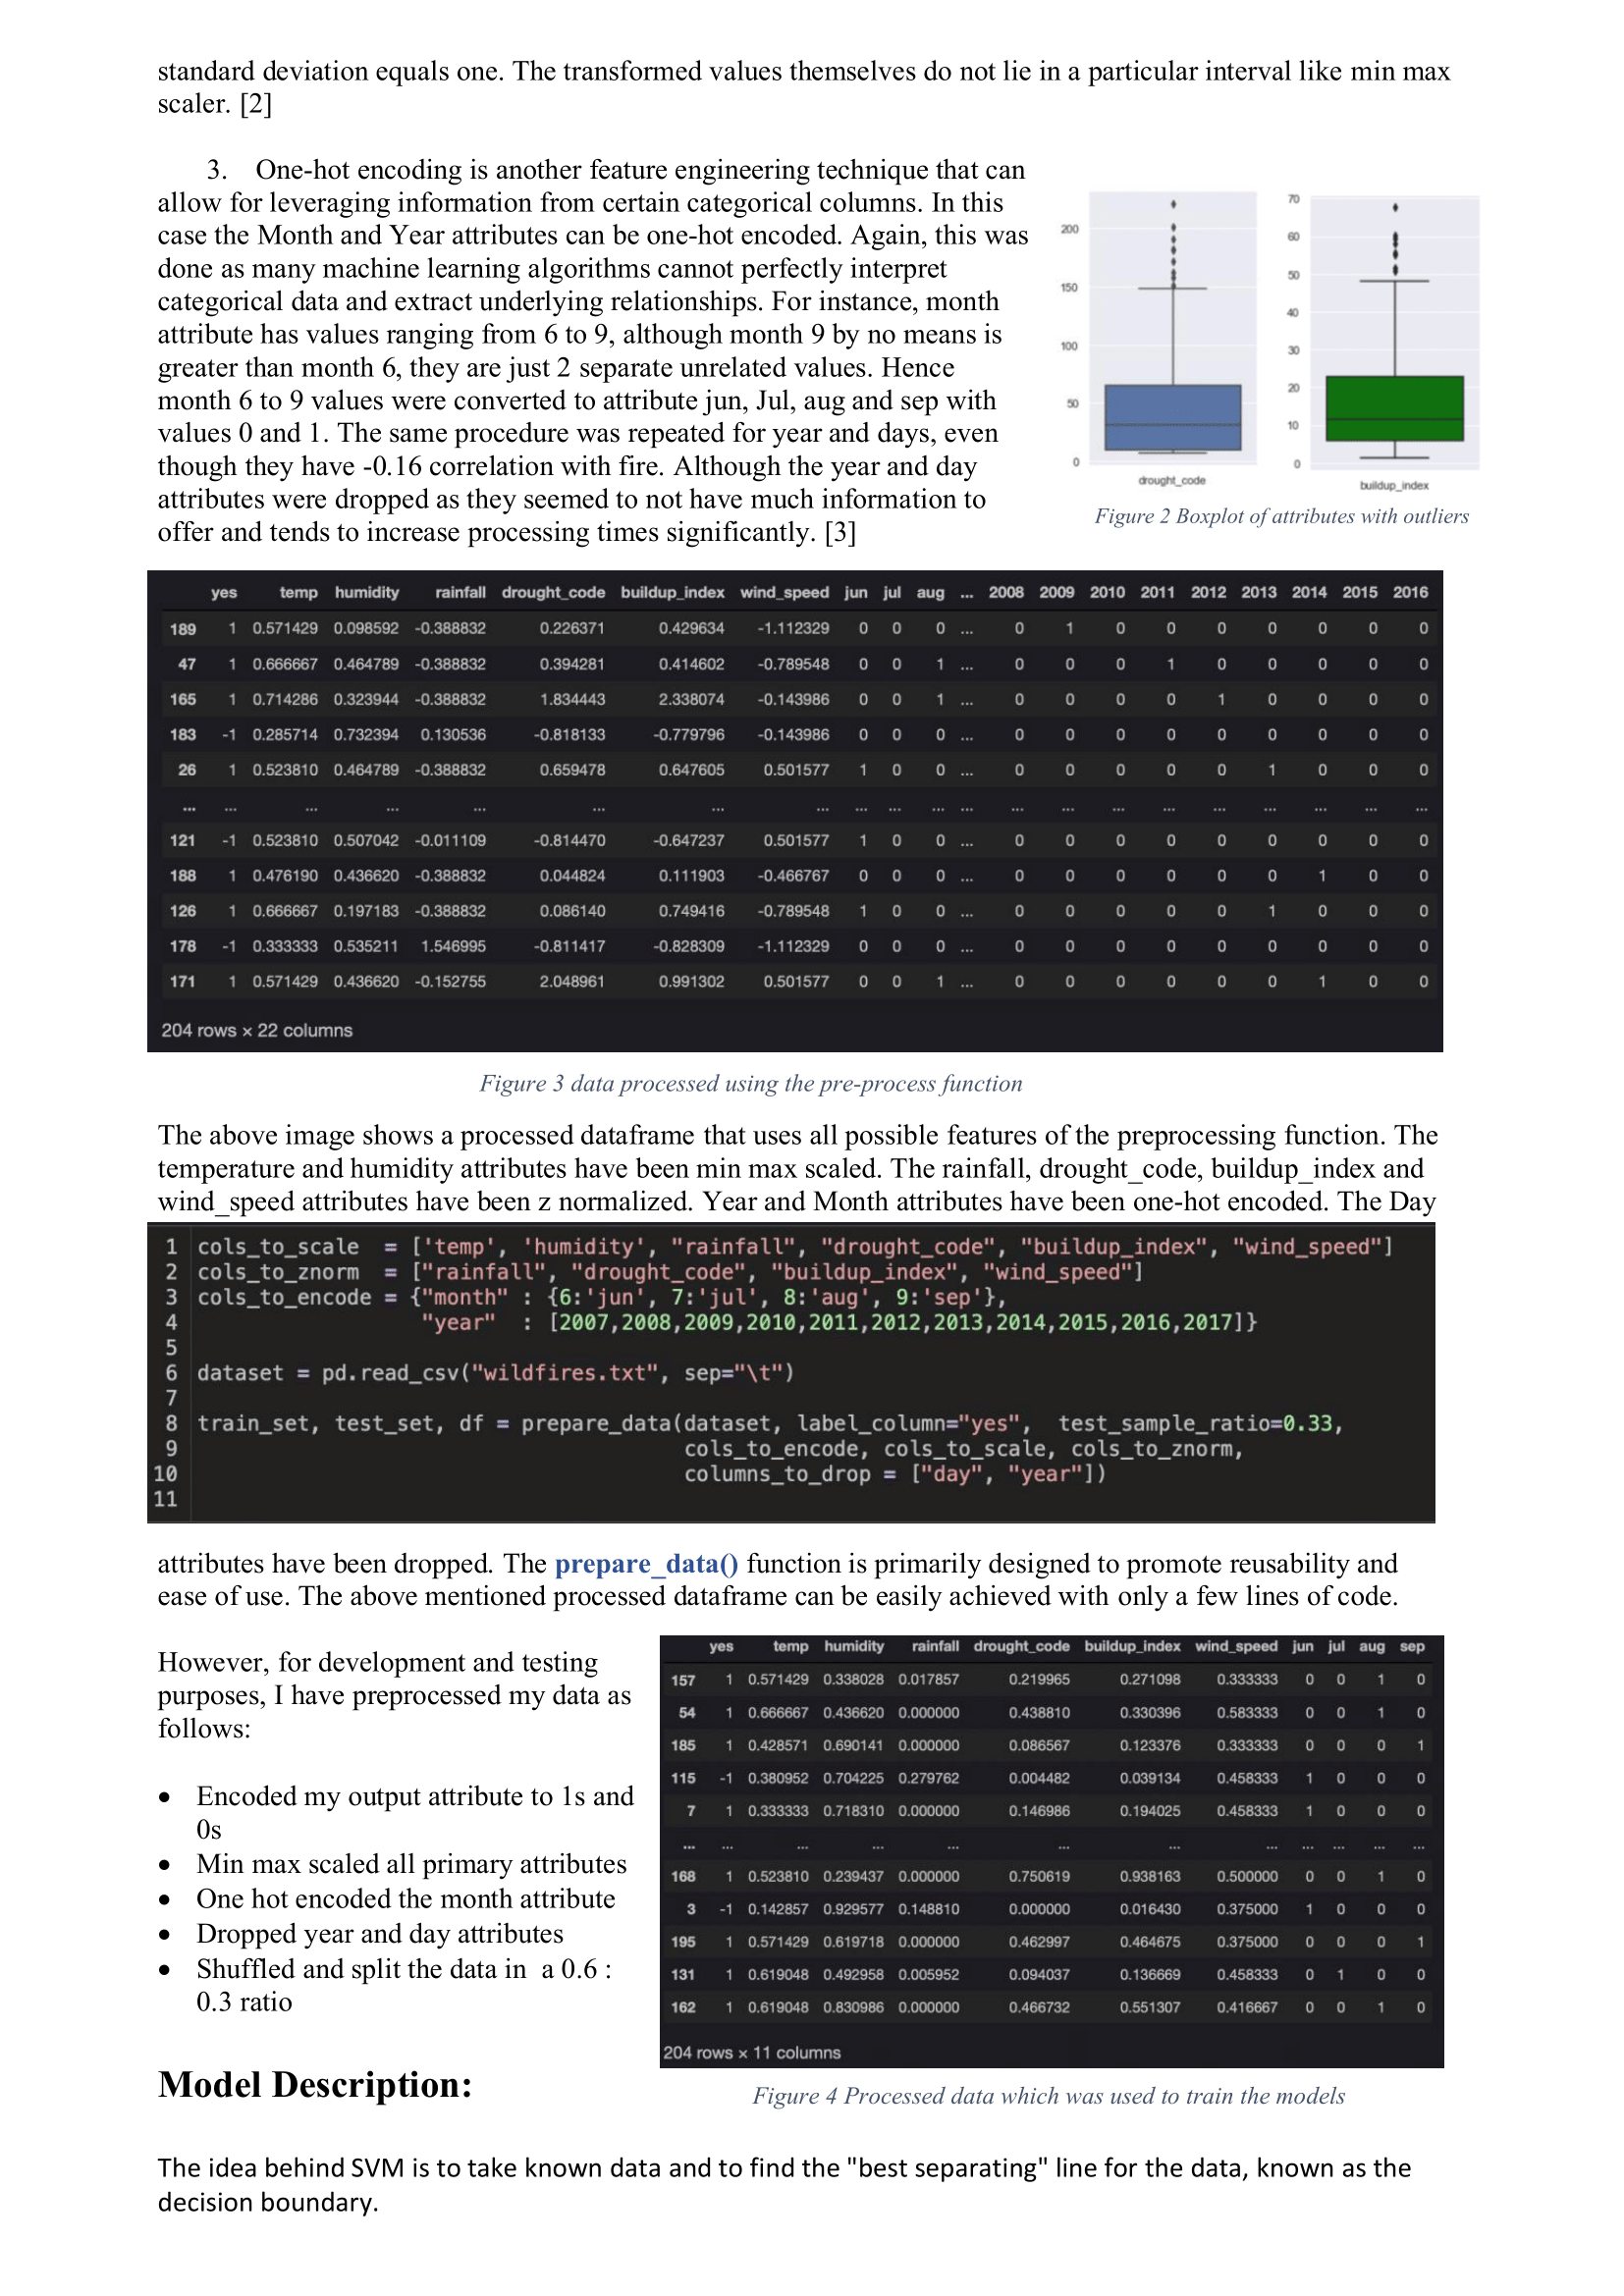 standard deviation equals one. The transformed values themselves do not lie in a particular interval like min max
scaler. [2]
3. One-hot encoding is another feature engineering technique that can
allow for leveraging information from certain categorical columns. In this
case the Month and Year attributes can be one-hot encoded. Again, this was
done as many machine learning algorithms cannot perfectly interpret
categorical data and extract underlying relationships. For instance, month
attribute has values ranging from 6 to 9, although month 9 by no means is
greater than month 6, they are just 2 separate unrelated values. Hence
month 6 to 9 values were converted to attribute jun, Jul, aug and sep with
values 0 and 1. The same procedure was repeated for year and days, even
though they have -0.16 correlation with fire. Although the year and day
attributes were dropped as they seemed to not have much information to
offer and tends to increase processing times significantly. [3]
200
150
100
50
0
drought_code
70
60
50
40
30
20
10
0
buildup_index
Figure 2 Boxplot of attributes with outliers
yes temp humidity rainfall drought_code buildup_index wind_speed jun jul aug ... 2008 2009 2010 2011 2012 2013 2014 2015 2016
189 1 0.571429 0.098592 -0.388832 0.226371 0.429634 -1.112329 0 0 0 ... 0 1 0 0 0 0 0 0 0
47 1 0.666667 0.464789 -0.388832 0.394281 0.414602 -0.789548 0 0 1 ... 0 0 0 1 0 0 0 0 0
165 1 0.714286 0.323944 -0.388832 1.834443 2.338074 -0.143986 0 0 1 ... 0 0 0 0 1 0 0 0 0
183 -1 0.285714 0.732394 0.130536 -0.818133 -0.779796 -0.143986 0 0 0 ... 0 0 0 0 0 0 0 0 0
26 1 0.523810 0.464789 -0.388832 0.659478 0.647605 0.501577 1 0 0 ... 0 0 0 0 0 1 0 0 0
... ... ... ... ... ... ... ... ... ... ... ... ... ... ... ... ... ... ... ... ...
121 -1 0.523810 0.507042 -0.011109 -0.814470 -0.647237 0.501577 1 0 0 ... 0 0 0 0 0 0 0 0 0
188 1 0.476190 0.436620 -0.388832 0.044824 0.111903 -0.466767 0 0 0 ... 0 0 0 0 0 0 1 0 0
126 1 0.666667 0.197183 -0.388832 0.086140 0.749416 -0.789548 1 0 0 ... 0 0 0 0 0 1 0 0 0
178 -1 0.333333 0.535211 1.546995 -0.811417 -0.828309 -1.112329 0 0 0 ... 0 0 0 0 0 0 0 0 0
171 1 0.571429 0.436620 -0.152755 2.048961 0.991302 0.501577 0 0 1 ... 0 0 0 0 0 0 1 0 0
204 rows × 22 columns
Figure 3 data processed using the pre-process function
The above image shows a processed dataframe that uses all possible features of the preprocessing function. The
temperature and humidity attributes have been min max scaled. The rainfall, drought_code, buildup_index and
wind_speed attributes have been z normalized. Year and Month attributes have been one-hot encoded. The Day
1 cols_to_scale = ['temp', 'humidity', "rainfall", "drought_code", "buildup_index", "wind_speed"]
2 cols_to_znorm = ["rainfall", "drought_code", "buildup_index", "wind_speed"]
3 cols_to_encode = {"month" : {6:'jun', 7:'jul', 8:'aug', 9:'sep'},
4 "year" : [2007,2008,2009,2010,2011,2012,2013,2014,2015,2016,2017]}
5
6 dataset = pd.read_csv("wildfires.txt", sep="\t")
7
8 train_set, test_set, df = prepare_data(dataset, label_column="yes", test_sample_ratio=0.33,
9 cols_to_encode, cols_to_scale, cols_to_znorm,
10 columns_to_drop = ["day", "year"])
11
attributes have been dropped. The prepare_data() function is primarily designed to promote reusability and
ease of use. The above mentioned processed dataframe can be easily achieved with only a few lines of code.
However, for development and testing
purposes, I have preprocessed my data as
follows:
• Encoded my output attribute to 1s and
0s
• Min max scaled all primary attributes
• One hot encoded the month attribute
• Dropped year and day attributes
• Shuffled and split the data in a 0.6 :
0.3 ratio
yes temp humidity rainfall drought_code buildup_index wind_speed jun jul aug sep
157 1 0.571429 0.338028 0.017857 0.219965 0.271098 0.333333 0 0 1 0
54 1 0.666667 0.436620 0.000000 0.438810 0.330396 0.583333 0 0 1 0
185 1 0.428571 0.690141 0.000000 0.086567 0.123376 0.333333 0 0 0 1
115 -1 0.380952 0.704225 0.279762 0.004482 0.039134 0.458333 1 0 0 0
7 1 0.333333 0.718310 0.000000 0.146986 0.194025 0.458333 1 0 0 0
... ... ... ... ... ... ... ... ... ... ... ...
168 1 0.523810 0.239437 0.000000 0.750619 0.938163 0.500000 0 0 1 0
3 -1 0.142857 0.929577 0.148810 0.000000 0.016430 0.375000 1 0 0 0
195 1 0.571429 0.619718 0.000000 0.462997 0.464675 0.375000 0 0 0 1
131 1 0.619048 0.492958 0.005952 0.094037 0.136669 0.458333 0 1 0 0
162 1 0.619048 0.830986 0.000000 0.466732 0.551307 0.416667 0 0 1 0
204 rows × 11 columns
Figure 4 Processed data which was used to train the models
Model Description:
The idea behind SVM is to take known data and to find the "best separating" line for the data, known as the
decision boundary.